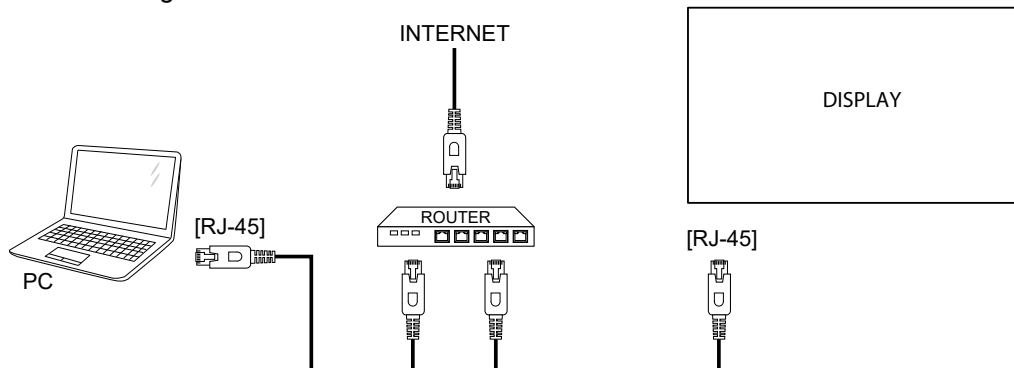 INTERNET
DISPLAY
ROUTER
[RJ-45]
[RJ-45]
PC